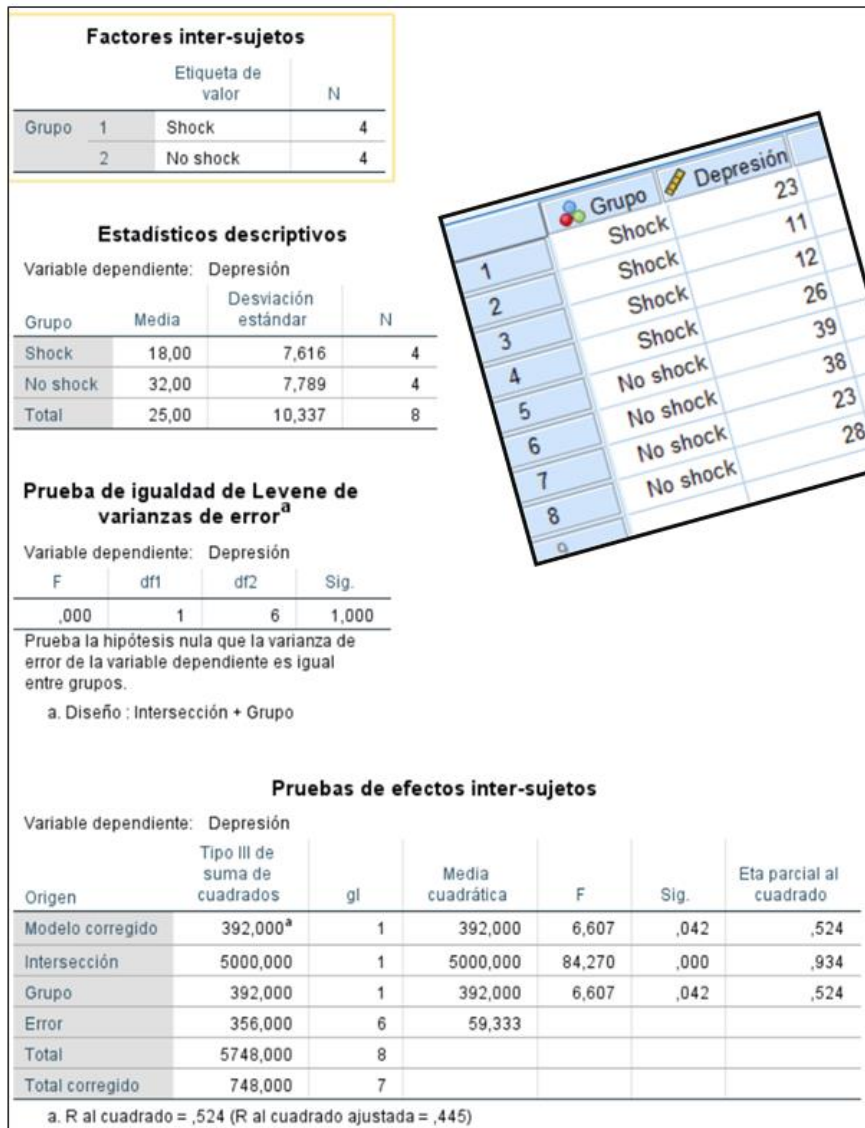 Factores inter-sujetos
Etiqueta de
valor N
Grupo 1 Shock 4
2 No shock 4
Estadísticos descriptivos
Variable dependiente: Depresión
Grupo Media Desviación
estándar N
Shock 18,00 7,616 4
No shock 32,00 7,789 4
Total 25,00 10,337 8
Grupo Depresión
1 Shock 23
2 Shock 11
3 Shock 12
4 Shock 26
5 No shock 39
6 No shock 38
7 No shock 23
8 No shock 28
9
Prueba de igualdad de Levene de
varianzas de errorª
Variable dependiente: Depresión
F df1 df2 Sig.
,000 1 6 1,000
Prueba la hipótesis nula que la varianza de
error de la variable dependiente es igual
entre grupos.
a. Diseño : Intersección + Grupo
Pruebas de efectos inter-sujetos
Variable dependiente: Depresión
Origen Tipo III de
suma de
cuadrados gl Media
cuadrática F Sig. Eta parcial al
cuadrado
Modelo corregido 392,000ª 1 392,000 6,607 ,042 ,524
Intersección 5000,000 1 5000,000 84,270 ,000 ,934
Grupo 392,000 1 392,000 6,607 ,042 ,524
Error 356,000 6 59,333
Total 5748,000 8
Total corregido 748,000 7
a. R al cuadrado = ,524 (R al cuadrado ajustada = ,445)